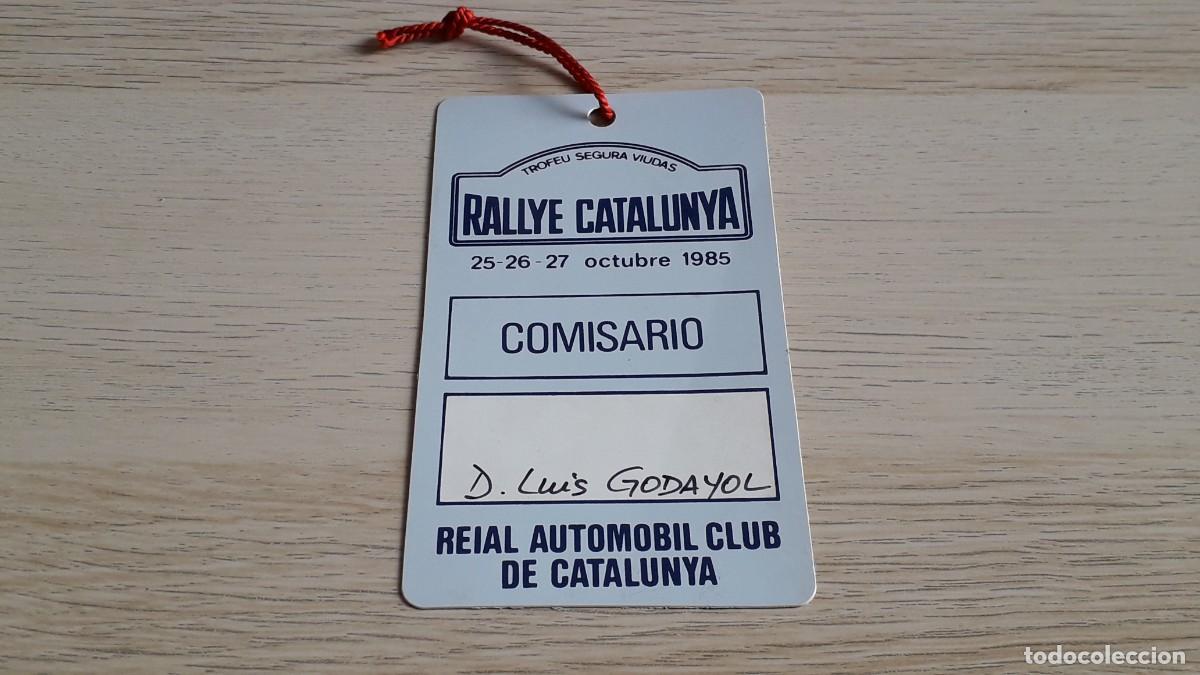 TROFEU SEGURA VIUDAS
RALLYE CATALUNYA
25-26-27 octubre 1985
COMISARIO
D. Luis GODAYOL
REIAL AUTOMOBIL CLUB
DE CATALUNYA
todocoleccion